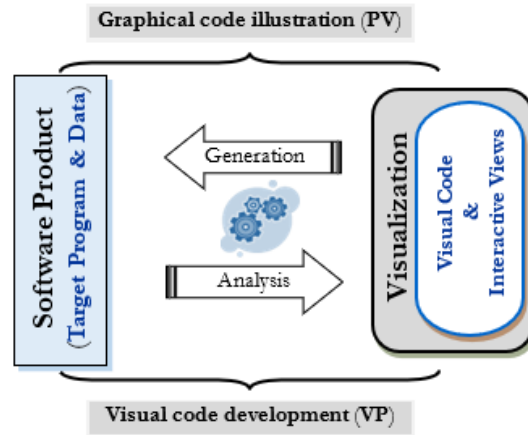 Graphical code illustration (PV)
Software Product
(Target Program & Data)
Generation
Analysis
Visualization
Visual Code
&
Interactive Views
Visual code development (VP)